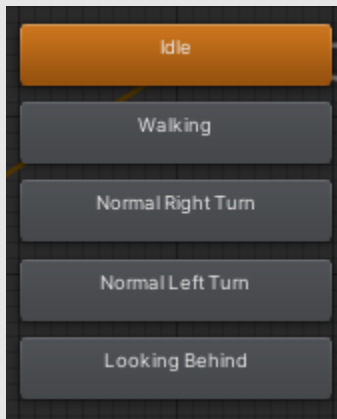 Idle
Walking
Normal Right Turn
Normal Left Turn
Looking Behind